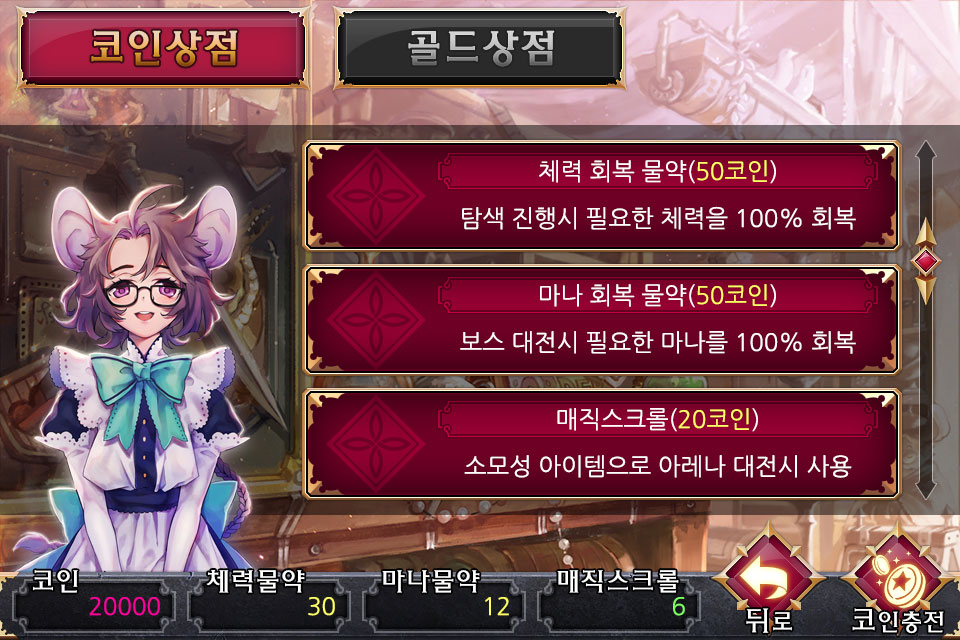 코인상점
골드상점
체력 회복 물약(50코인)
탐색 진행시 필요한 체력을 100% 회복
마나 회복 물약(50코인)
보스 대전시 필요한 마나를 100% 회복
매직스크롤(20코인)
소모성 아이템으로 아레나 대전시 사용
코인
20000
체력물약
30
마나물약
12
매직스크롤
6
뒤로
코인충전